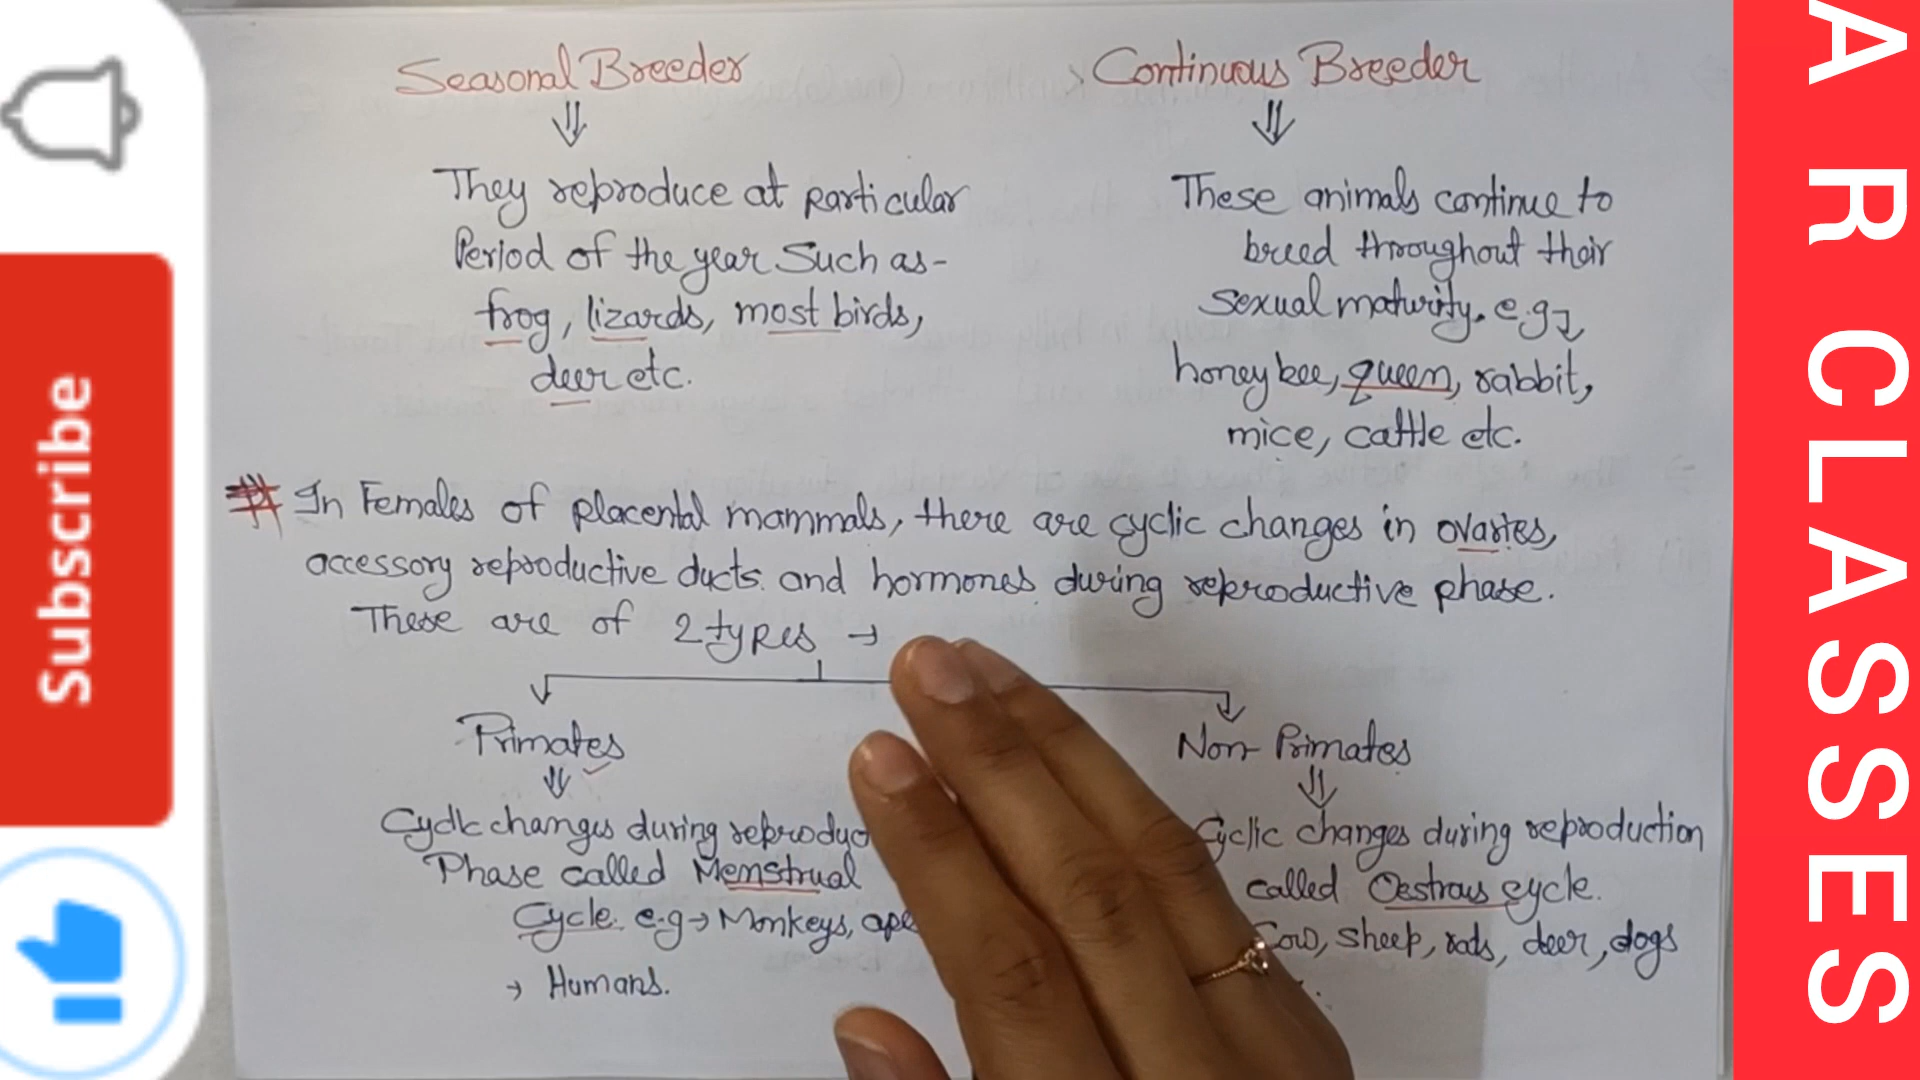 Seasonal Breeder
They reproduce at particular
Period of the year Such as-
frog, lizards, most birds,
deer etc.
Continuous Breeder
These animals continue to
breed throughout their
sexual maturity. e.g
honey bee, queen, rabbit,
mice, cattle etc.
In Females of placental mammals, there are cyclic changes in ovaries,
accessory reproductive ducts and hormones during reproductive phase.
These are of 2 types →
Primates
Cyclic changes during
Phase called Menstrual
Cycle. e.g → Monkeys,
→ Humans.
Non Primates
Cyclic changes during reproduction
called Oestrous cycle.
Cow, sheep, rats, deer, dogs
Subscribe
A R CLASSES